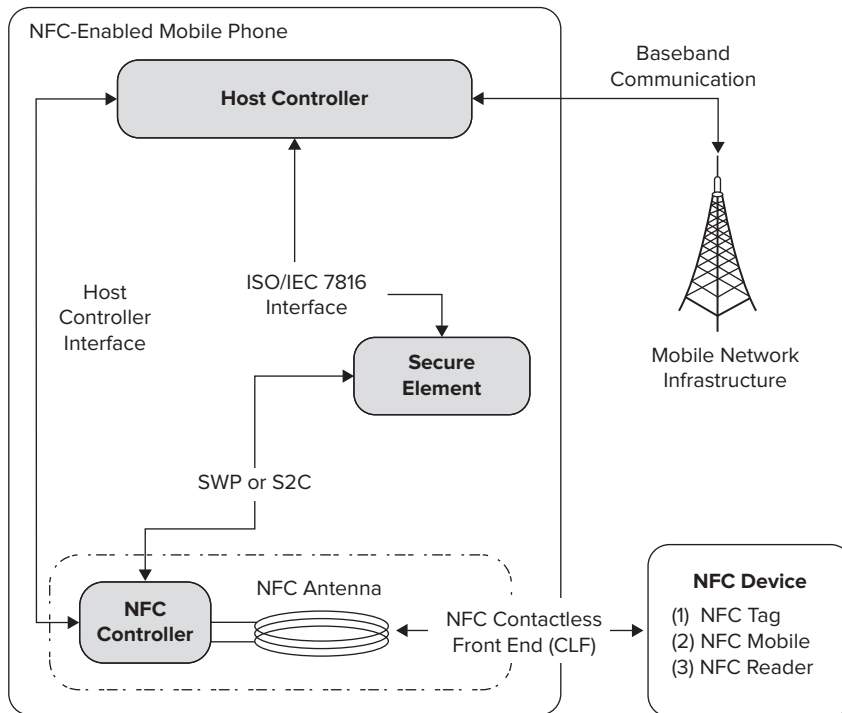 NFC-Enabled Mobile Phone
Host Controller
Baseband
Communication
Host
Controller
Interface
ISO/IEC 7816
Interface
Secure
Element
Mobile Network
Infrastructure
SWP or S2C
NFC
Controller
NFC Antenna
NFC Contactless
Front End (CLF)
NFC Device
(1) NFC Tag
(2) NFC Mobile
(3) NFC Reader